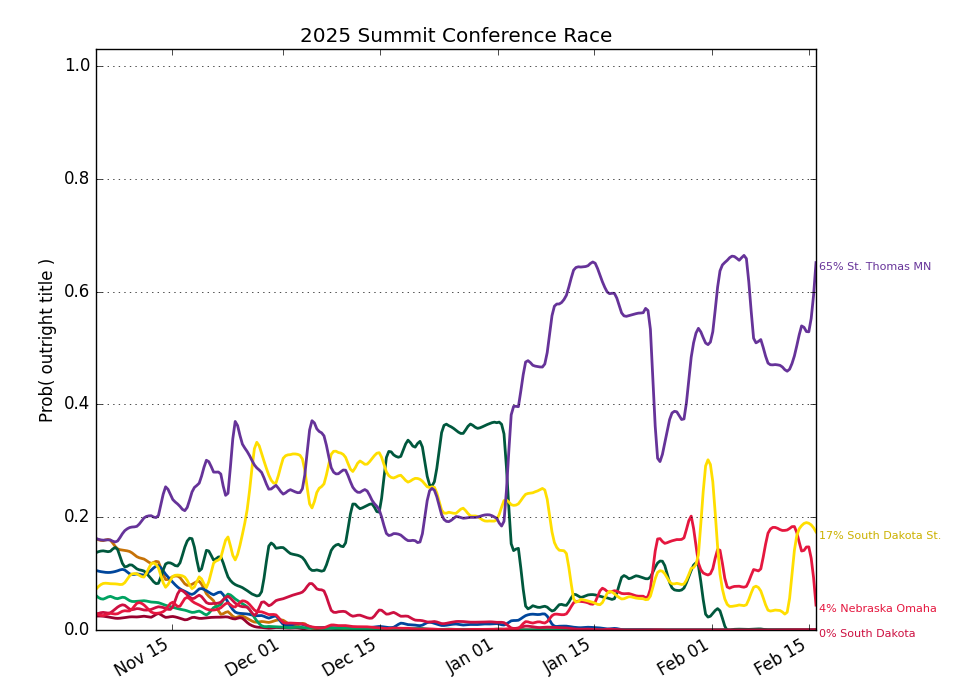 2025 Summit Conference Race
Prob( outright title )
1.0
0.8
0.6
0.4
0.2
0.0
65% St. Thomas MN
17% South Dakota St.
4% Nebraska Omaha
0% South Dakota
Nov 15
Dec 01
Dec 15
Jan 01
Jan 15
Feb 01
Feb 15